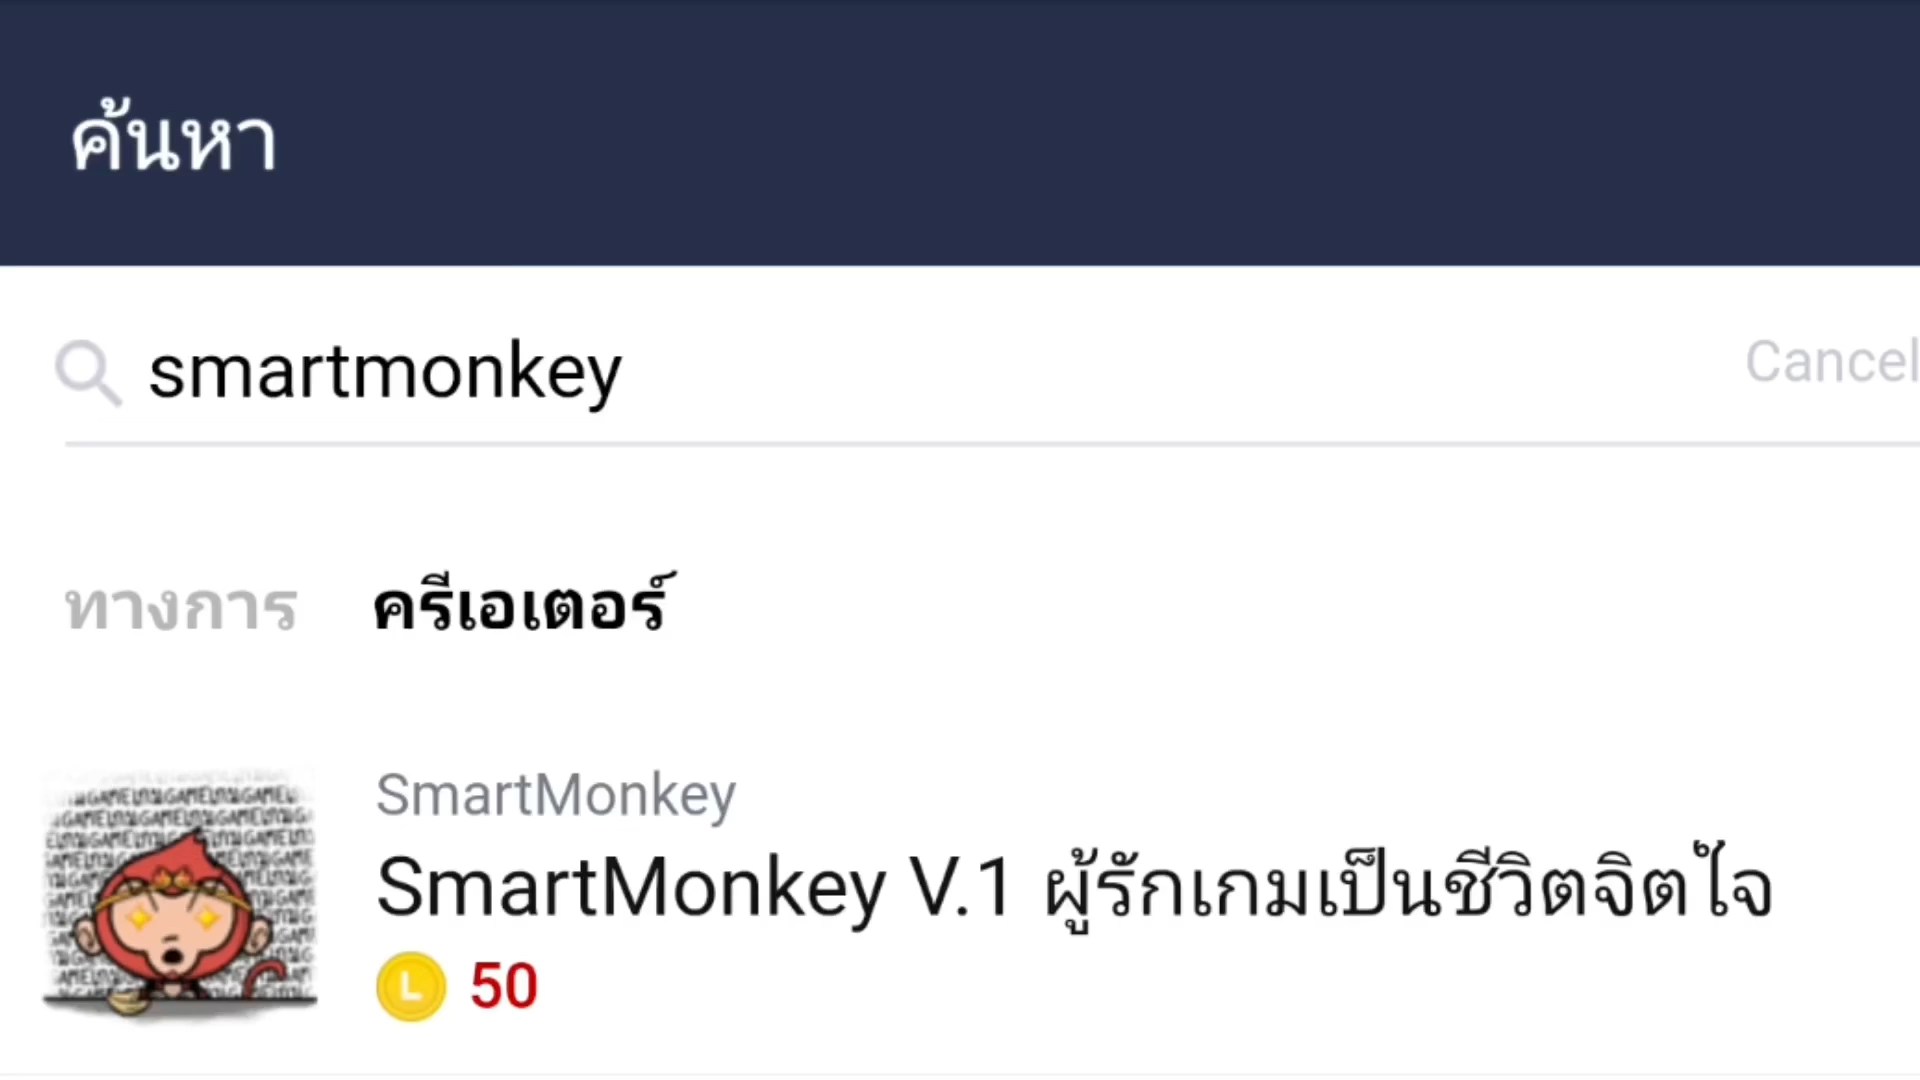 ค้นหา
smartmonkey
Cancel
ทางการ ครีเอเตอร์
SmartMonkey
SmartMonkey V.1 ผู้รักเกมเป็นชีวิตจิตใจ
L 50